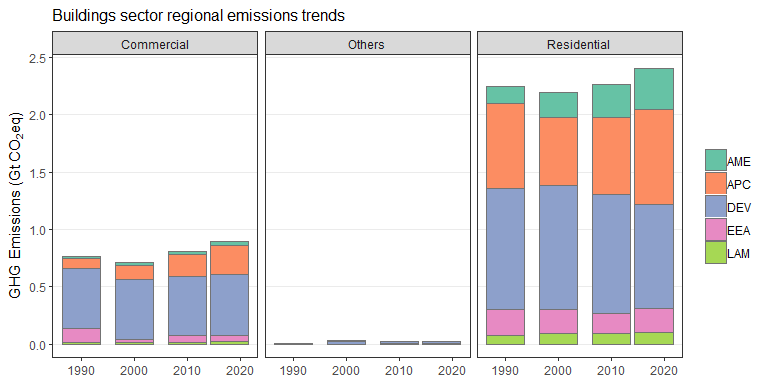 Buildings sector regional emissions trends
Commercial
Others
Residential
GHG Emissions (Gt CO₂eq)
2.5
2.0
1.5
1.0
0.5
0.0
1990 2000 2010 2020
1990 2000 2010 2020
1990 2000 2010 2020
AME
APC
DEV
EEA
LAM